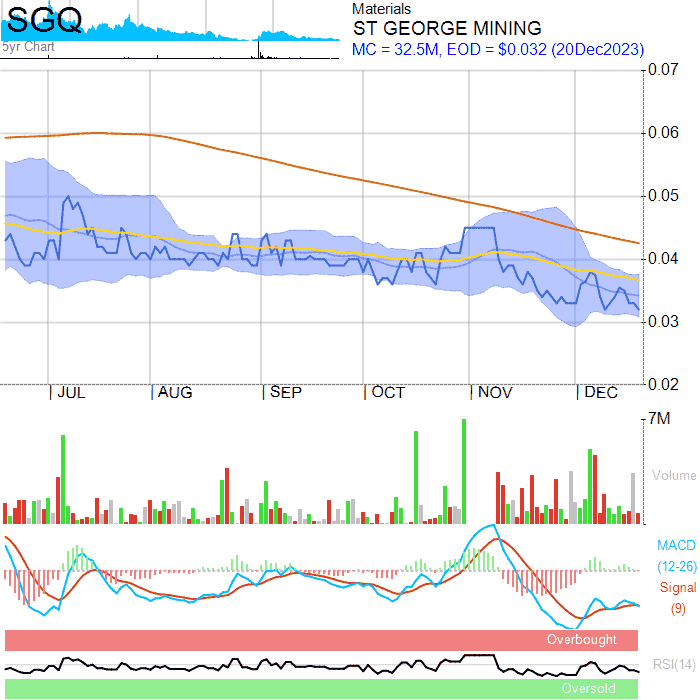 SGQ
5yr Chart
Materials
ST GEORGE MINING
MC = 32.5M, EOD = $0.032 (20Dec2023)
0.07
0.06
0.05
0.04
0.03
0.02
JUL AUG SEP OCT NOV DEC
7M
Volume
MACD
(12-26)
Signal
(9)
Overbought
RSI(14)
Oversold